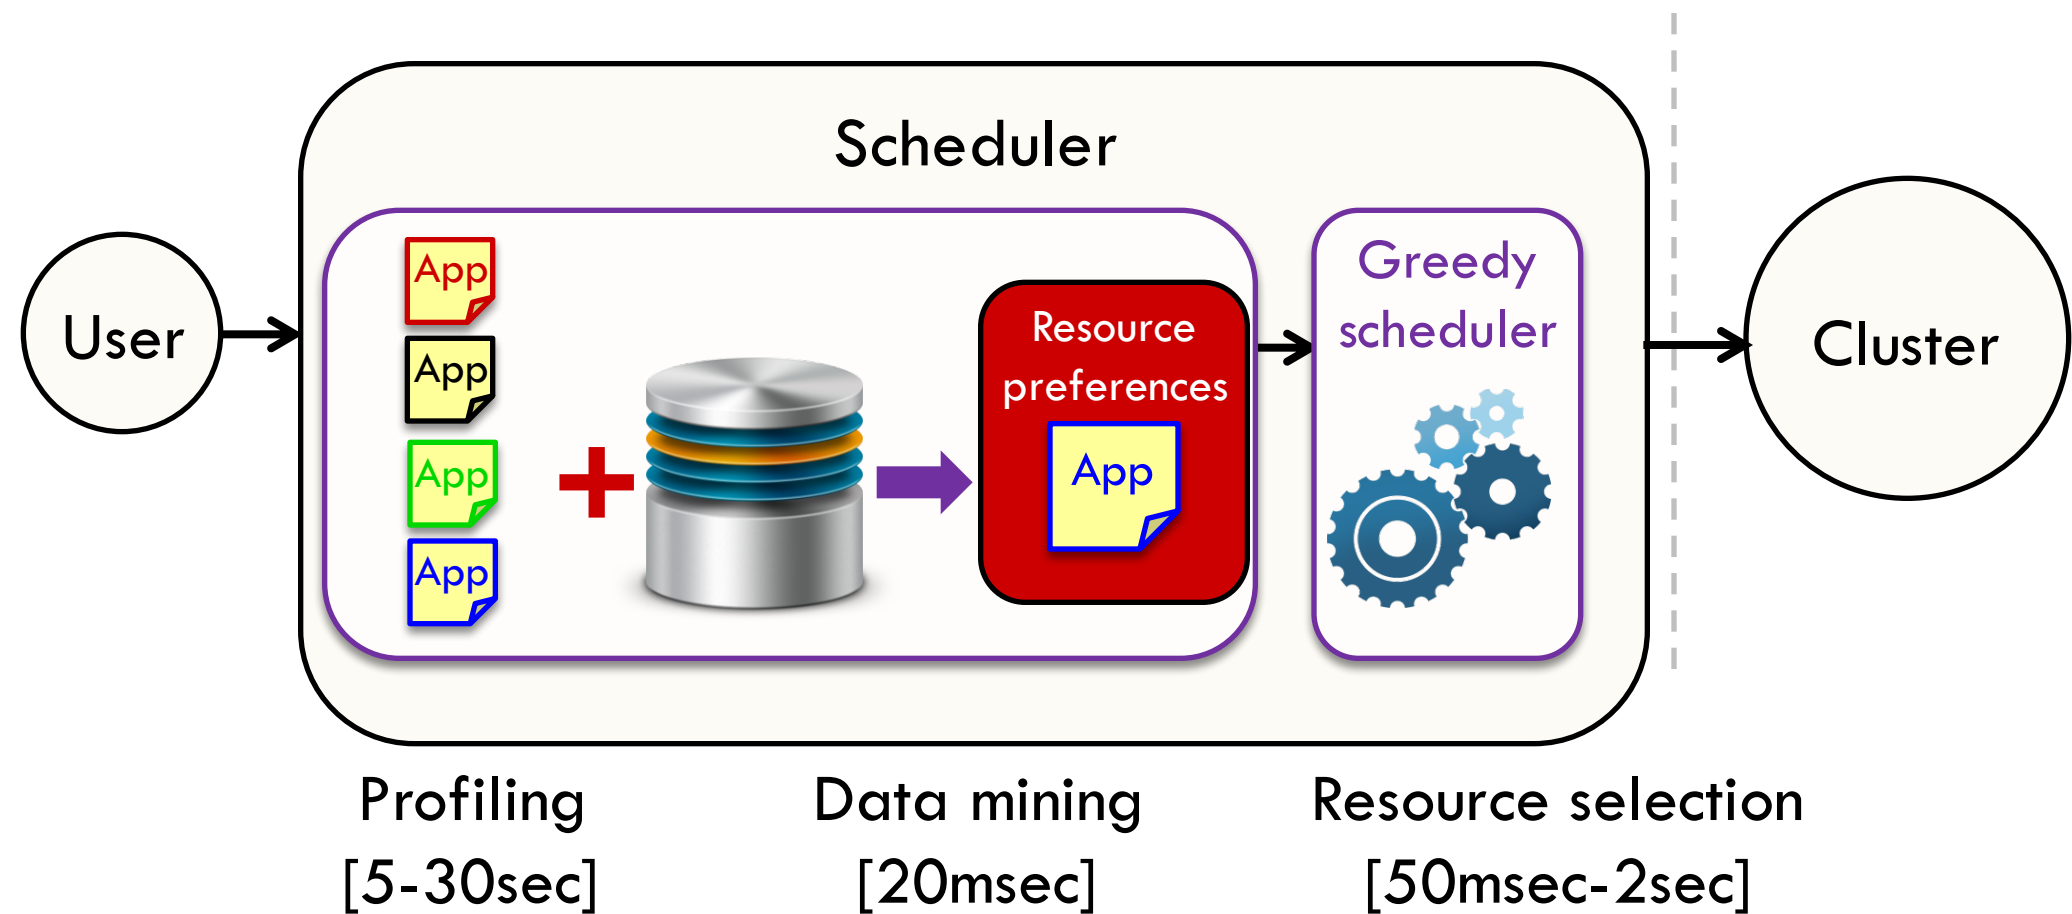 Scheduler
User
App
App
App
App
Resource
preferences
App
Greedy
scheduler
Cluster
Profiling
[5-30sec]
Data mining
[20msec]
Resource selection
[50msec-2sec]